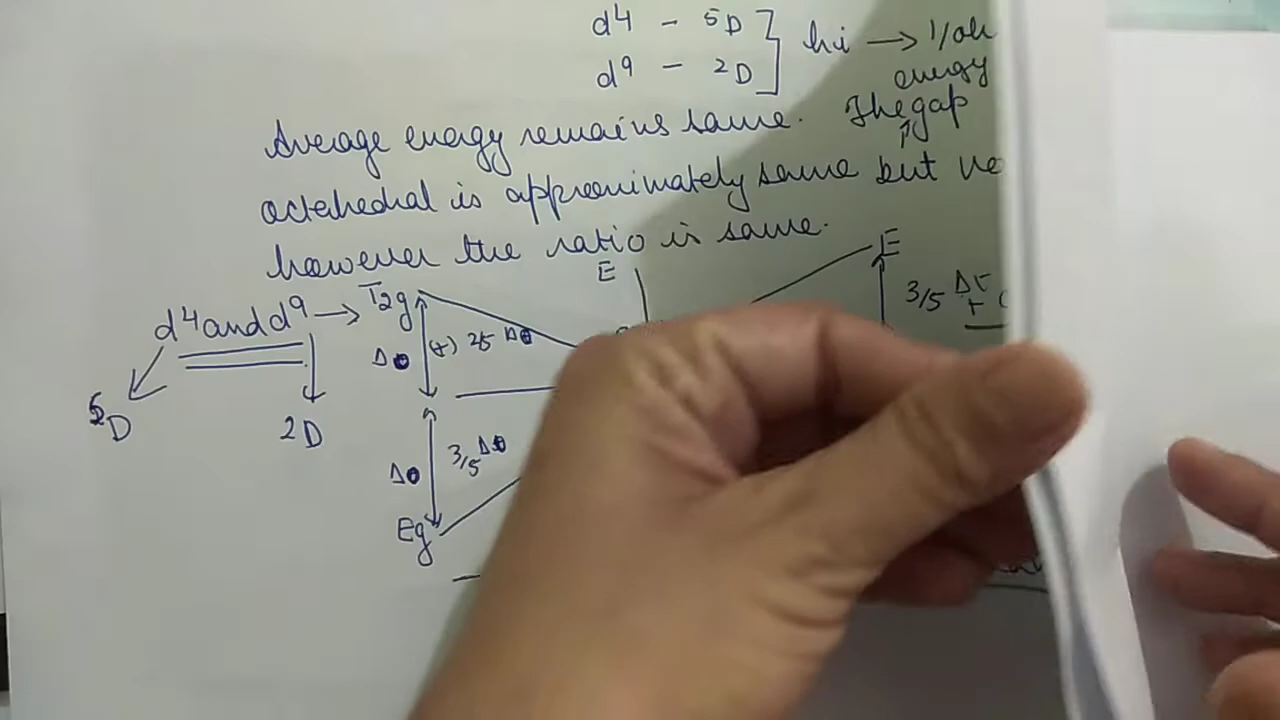 d4 - 5D
d9 - 2D
hi → 1/oh
energy
Average energy remains same. The gap
octahedral is approximately same but
however the ratio is same.
E
E
d4 and d9 → T2g
Δo
(+) 2/5 Δo
3/5 Δt
5D
2D
Δo
3/5 Δo
Eg